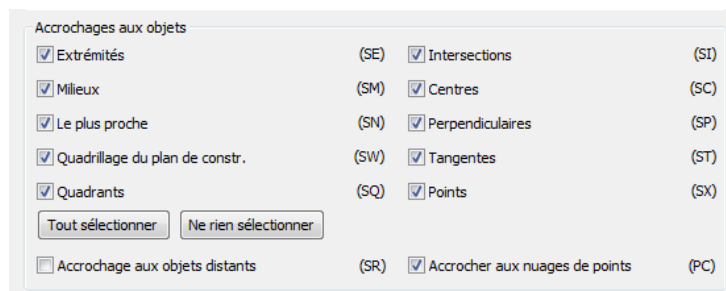 Accrochages aux objets
Extrémités (SE) Intersections (SI)
Milieux (SM) Centres (SC)
Le plus proche (SN) Perpendiculaires (SP)
Quadrillage du plan de constr. (SW) Tangentes (ST)
Quadrants (SQ) Points (SX)
Tout sélectionner Ne rien sélectionner
Accrochage aux objets distants (SR) Accrocher aux nuages de points (PC)